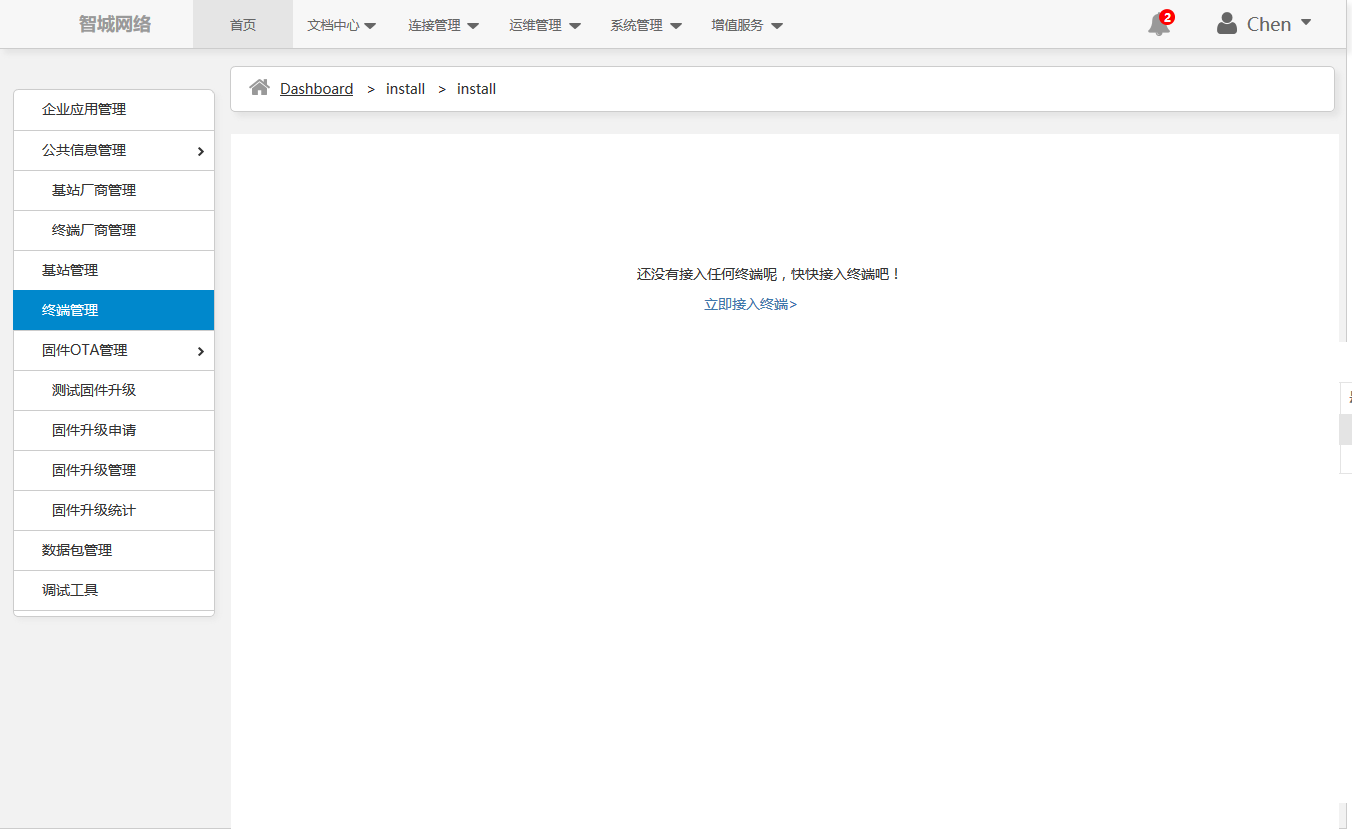 智城网络
首页 文档中心 连接管理 运维管理 系统管理 增值服务 2 Chen
Dashboard > install > install
企业应用管理
公共信息管理
基站厂商管理
终端厂商管理
基站管理
终端管理
固件OTA管理
测试固件升级
固件升级申请
固件升级管理
固件升级统计
数据包管理
调试工具
还没有接入任何终端呢，快快接入终端吧！
立即接入终端>